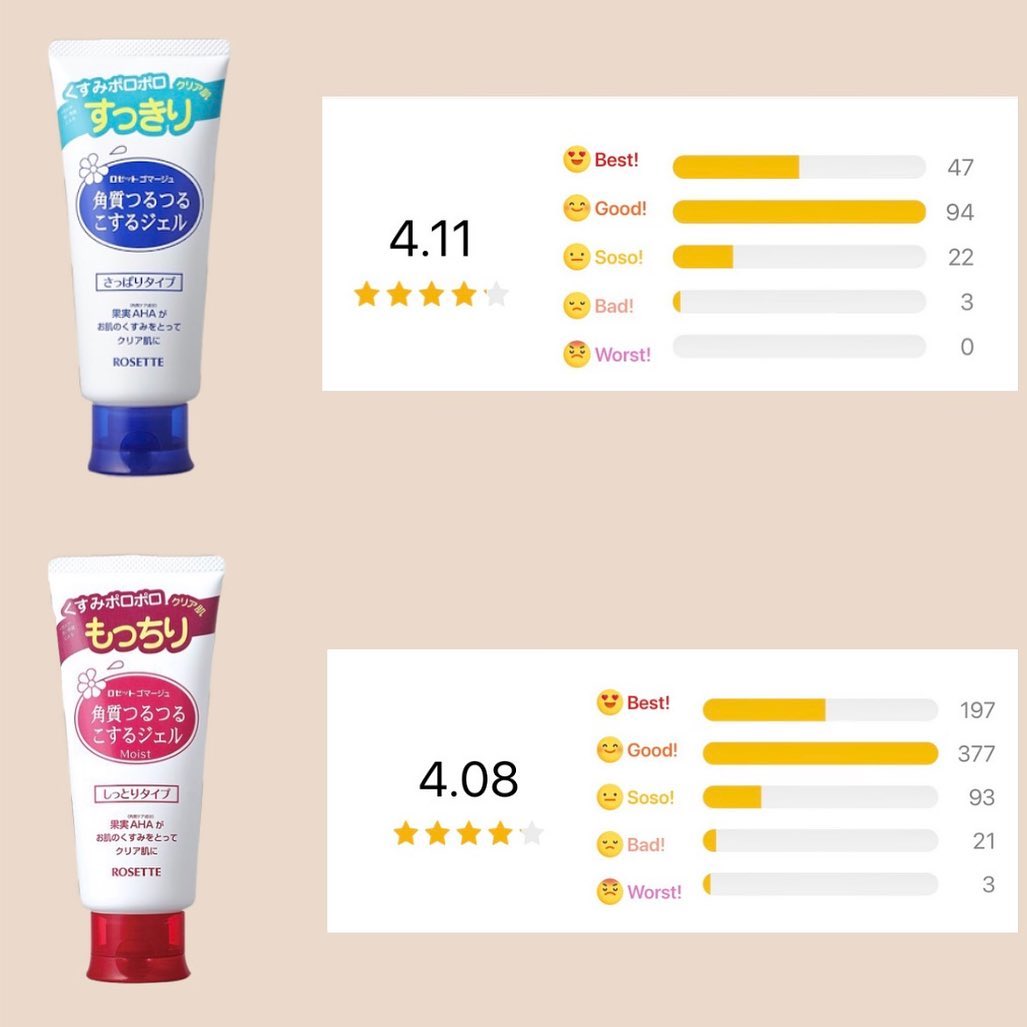 くすみポロポロ クリア肌
すっきり
ロゼット ゴマージュ
角質つるつる
こするジェル
さっぱりタイプ
果実AHAが
お肌のくすみをとって
クリア肌に
ROSETTE
4.11
Best! 47
Good! 94
Soso! 22
Bad! 3
Worst! 0
くすみポロポロ クリア肌
もっちり
ロゼット ゴマージュ
角質つるつる
こするジェル
Moist
しっとりタイプ
果実AHAが
お肌のくすみをとって
クリア肌に
ROSETTE
4.08
Best! 197
Good! 377
Soso! 93
Bad! 21
Worst! 3